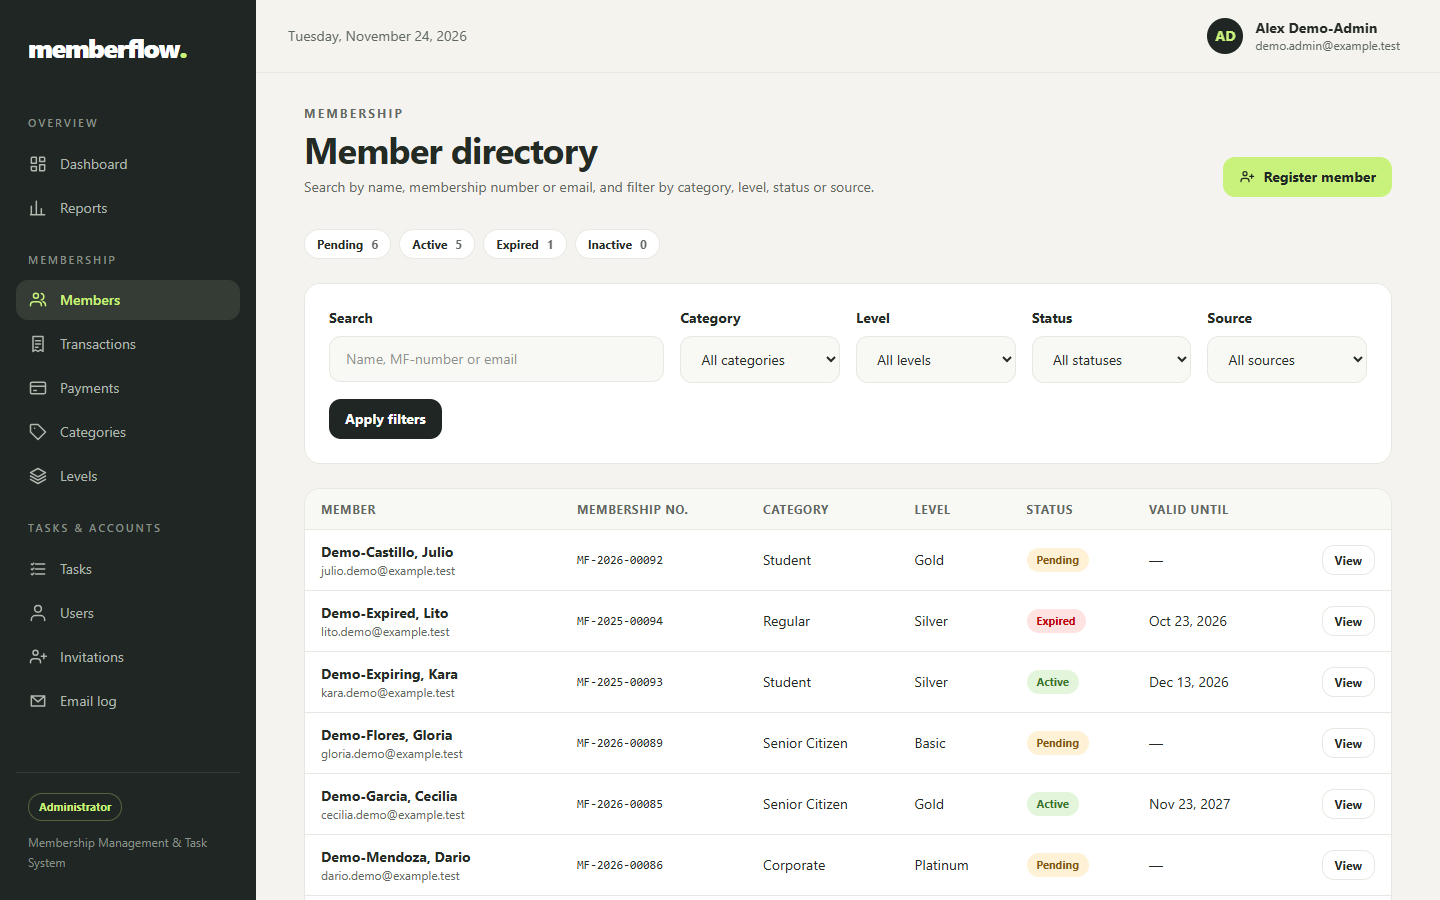 memberflow.
OVERVIEW
Dashboard
Reports
MEMBERSHIP
Members
Transactions
Payments
Categories
Levels
TASKS & ACCOUNTS
Tasks
Users
Invitations
Email log
Administrator
Membership Management & Task
System
Tuesday, November 24, 2026
AD
Alex Demo-Admin
demo.admin@example.test
MEMBERSHIP
Member directory
Search by name, membership number or email, and filter by category, level, status or source.
Register member
Pending 6 Active 5 Expired 1 Inactive 0
Search Category Level Status Source
Name, MF-number or email All categories All levels All statuses All sources
Apply filters
MEMBER MEMBERSHIP NO. CATEGORY LEVEL STATUS VALID UNTIL
Demo-Castillo, Julio
julio.demo@example.test
MF-2026-00092 Student Gold Pending — View
Demo-Expired, Lito
lito.demo@example.test
MF-2025-00094 Regular Silver Expired Oct 23, 2026 View
Demo-Expiring, Kara
kara.demo@example.test
MF-2025-00093 Student Silver Active Dec 13, 2026 View
Demo-Flores, Gloria
gloria.demo@example.test
MF-2026-00089 Senior Citizen Basic Pending — View
Demo-Garcia, Cecilia
cecilia.demo@example.test
MF-2026-00085 Senior Citizen Gold Active Nov 23, 2027 View
Demo-Mendoza, Dario
dario.demo@example.test
MF-2026-00086 Corporate Platinum Pending — View